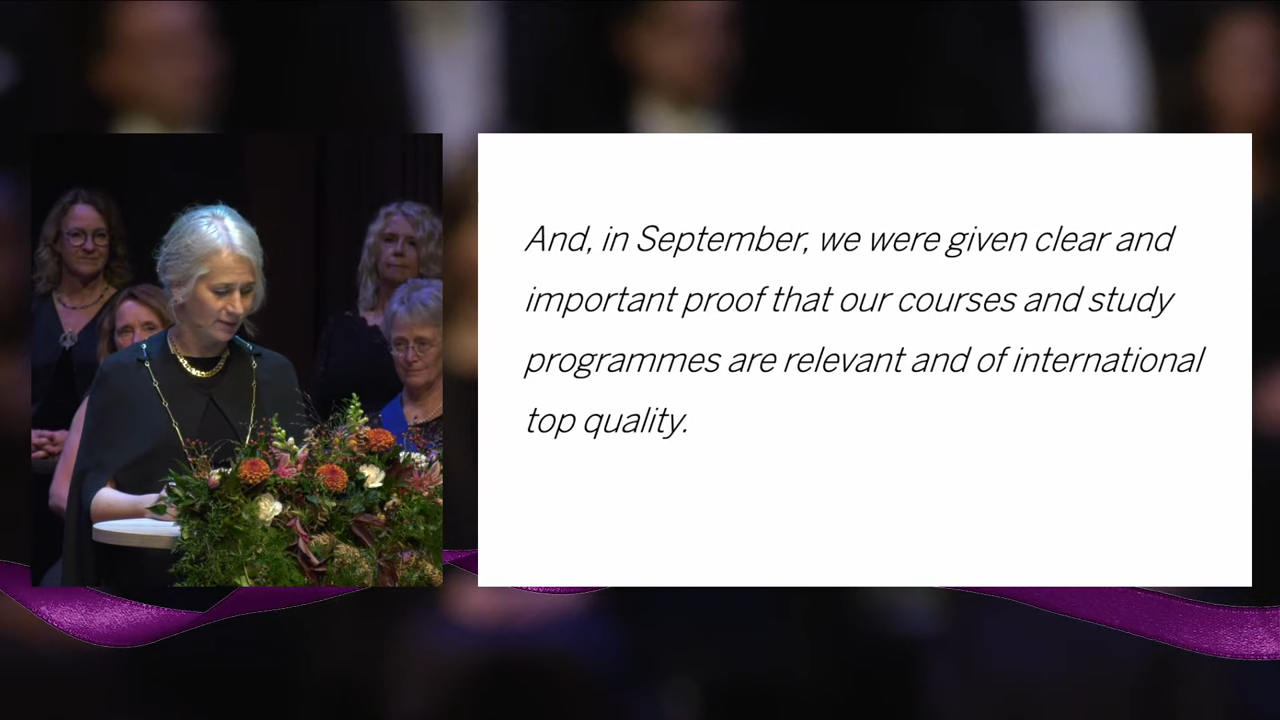 And, in September, we were given clear and
important proof that our courses and study
programmes are relevant and of international
top quality.